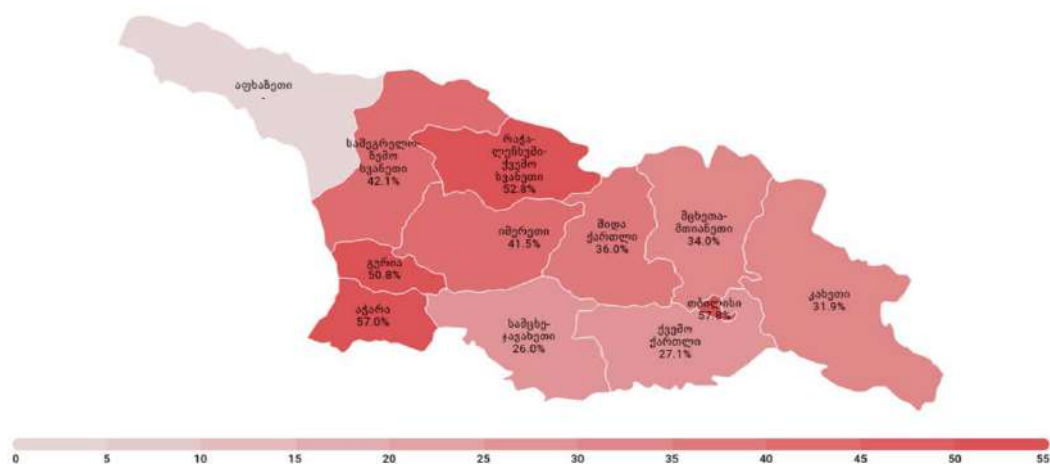 აფხაზეთი
-
სამეგრელო-
ზემო
სვანეთი
42.1%
რაჭა-
ლეჩხუმი-
ქვემო
სვანეთი
52.8%
იმერეთი
41.5%
შიდა
ქართლი
36.0%
მცხეთა-
მთიანეთი
34.0%
გურია
50.8%
აჭარა
57.0%
სამცხე-
ჯავახეთი
26.0%
თბილისი
57.8%
ქვემო
ქართლი
27.1%
კახეთი
31.9%
0 5 10 15 20 25 30 35 40 45 50 55